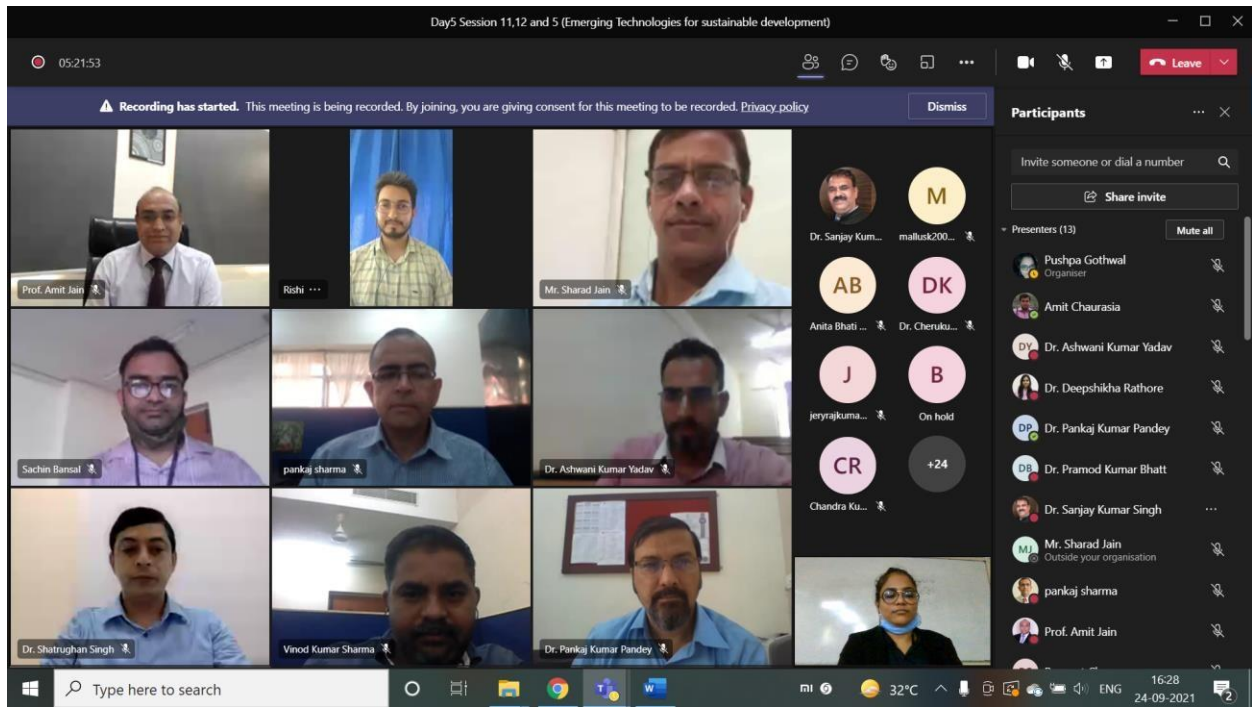 Day5 Session 11,12 and 5 (Emerging Technologies for sustainable development)
05:21:53
Leave
Recording has started. This meeting is being recorded. By joining, you are giving consent for this meeting to be recorded. Privacy policy
Dismiss
Prof. Amit Jain
Rishi ···
Mr. Sharad Jain
Sachin Bansal
pankaj sharma
Dr. Ashwani Kumar Yadav
Dr. Shatrughan Singh
Vinod Kumar Sharma
Dr. Pankaj Kumar Pandey
M
Dr. Sanjay Kum...
mallusk200...
AB
DK
Anita Bhati ...
Dr. Cheruku...
J
B
jeryrajkuma...
On hold
CR
+24
Chandra Ku...
Participants
Invite someone or dial a number
Share invite
Presenters (13)
Mute all
Pushpa Gothwal
Organiser
Amit Chaurasia
DY
Dr. Ashwani Kumar Yadav
Dr. Deepshikha Rathore
DP
Dr. Pankaj Kumar Pandey
DB
Dr. Pramod Kumar Bhatt
Dr. Sanjay Kumar Singh
MJ
Mr. Sharad Jain
Outside your organisation
pankaj sharma
Prof. Amit Jain
Type here to search
32°C
ENG
16:28
24-09-2021
2